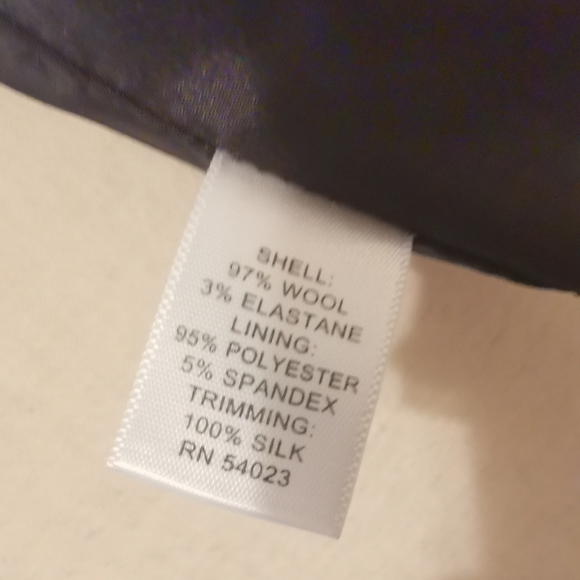 SHELL:
97% WOOL
3% ELASTANE
LINING:
95% POLYESTER
5% SPANDEX
TRIMMING:
100% SILK
RN 54023